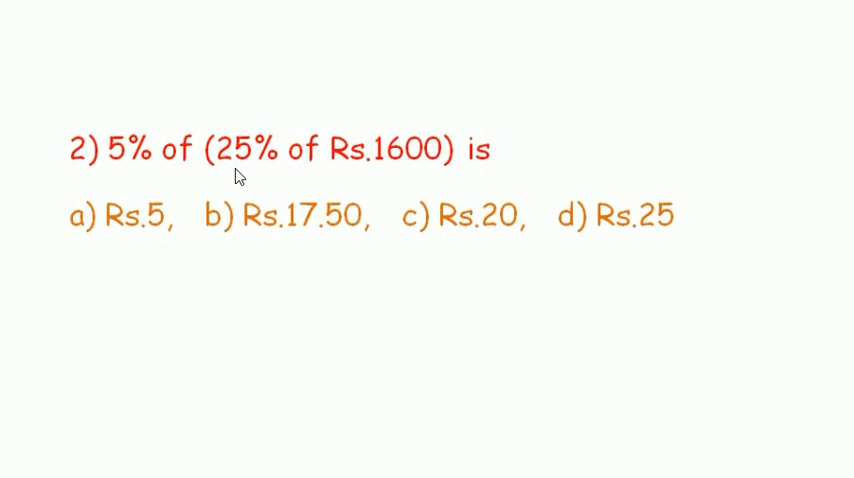 2) 5% of (25% of Rs.1600) is
a) Rs.5, b) Rs.17.50, c) Rs.20, d) Rs.25